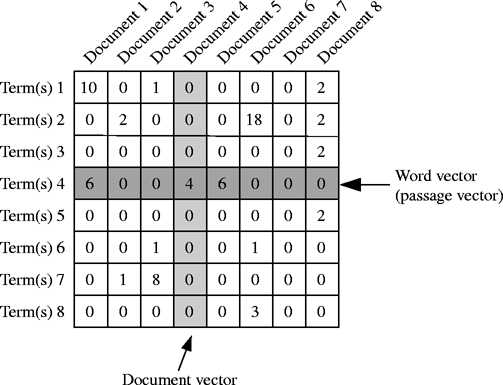 Document 1 Document 2 Document 3 Document 4 Document 5 Document 6 Document 7 Document 8
Term(s) 1 10 0 1 0 0 0 0 2
Term(s) 2 0 2 0 0 0 18 0 2
Term(s) 3 0 0 0 0 0 0 0 2
Term(s) 4 6 0 0 4 6 0 0 0
Word vector
(passage vector)
Term(s) 5 0 0 0 0 0 0 0 2
Term(s) 6 0 0 1 0 0 1 0 0
Term(s) 7 0 1 8 0 0 0 0 0
Term(s) 8 0 0 0 0 0 3 0 0
Document vector